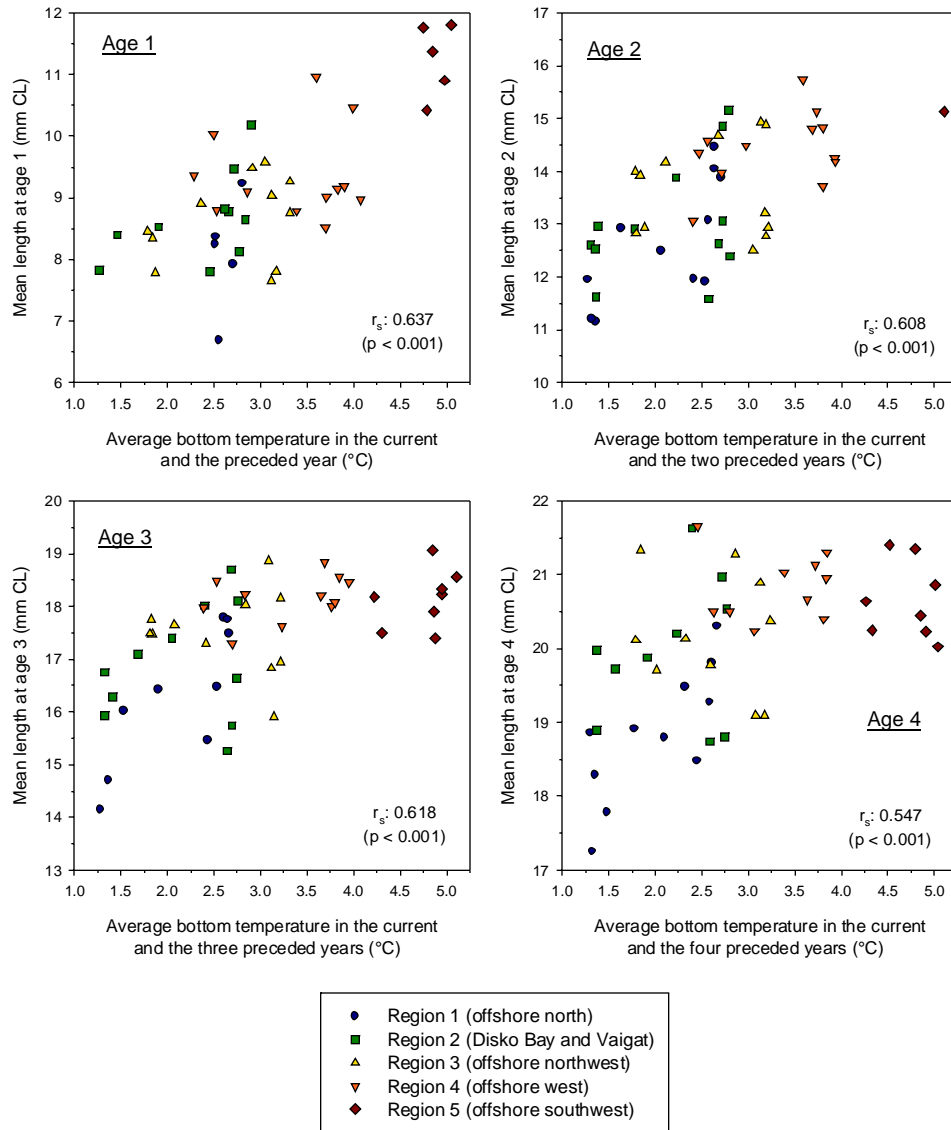 Age 1
Mean length at age 1 (mm CL)
12
11
10
9
8
7
6
r_s: 0.637
(p < 0.001)
1.0 1.5 2.0 2.5 3.0 3.5 4.0 4.5 5.0
Average bottom temperature in the current
and the preceded year (°C)
Age 2
Mean length at age 2 (mm CL)
17
16
15
14
13
12
11
10
r_s: 0.608
(p < 0.001)
1.0 1.5 2.0 2.5 3.0 3.5 4.0 4.5 5.0
Average bottom temperature in the current
and the two preceded years (°C)
Age 3
Mean length at age 3 (mm CL)
20
19
18
17
16
15
14
13
r_s: 0.618
(p < 0.001)
1.0 1.5 2.0 2.5 3.0 3.5 4.0 4.5 5.0
Average bottom temperature in the current
and the three preceded years (°C)
Age 4
Mean length at age 4 (mm CL)
22
21
20
19
18
17
r_s: 0.547
(p < 0.001)
1.0 1.5 2.0 2.5 3.0 3.5 4.0 4.5 5.0
Average bottom temperature in the current
and the four preceded years (°C)
Region 1 (offshore north)
Region 2 (Disko Bay and Vaigat)
Region 3 (offshore northwest)
Region 4 (offshore west)
Region 5 (offshore southwest)